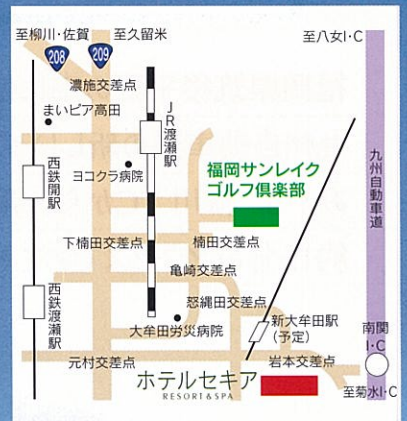 至柳川・佐賀
至久留米
至八女I・C
208
209
濃施交差点
まいピア高田
JR渡瀬駅
ヨコクラ病院
西鉄開駅
福岡サンレイク
ゴルフ倶楽部
九州自動車道
下楠田交差点
楠田交差点
亀崎交差点
西鉄渡瀬駅
怒縄田交差点
大牟田労災病院
新大牟田駅
(予定)
南関
I・C
元村交差点
岩本交差点
ホテルセキア
RESORT&SPA
至菊水I・C